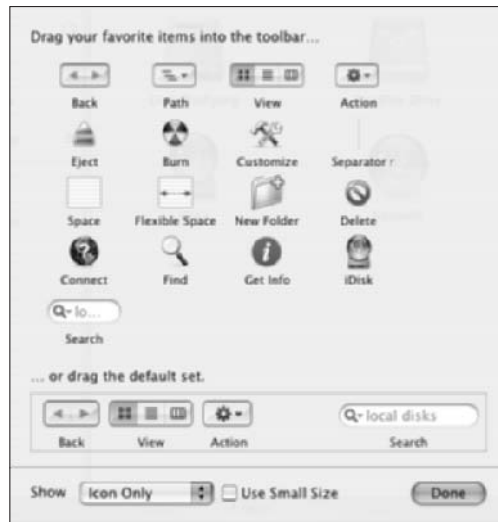 Drag your favorite items into the toolbar...
Back Path View Action
Eject Burn Customize Separator r
Space Flexible Space New Folder Delete
Connect Find Get Info iDisk
lo...
Search
... or drag the default set.
local disks
Back View Action Search
Show Icon Only Use Small Size Done